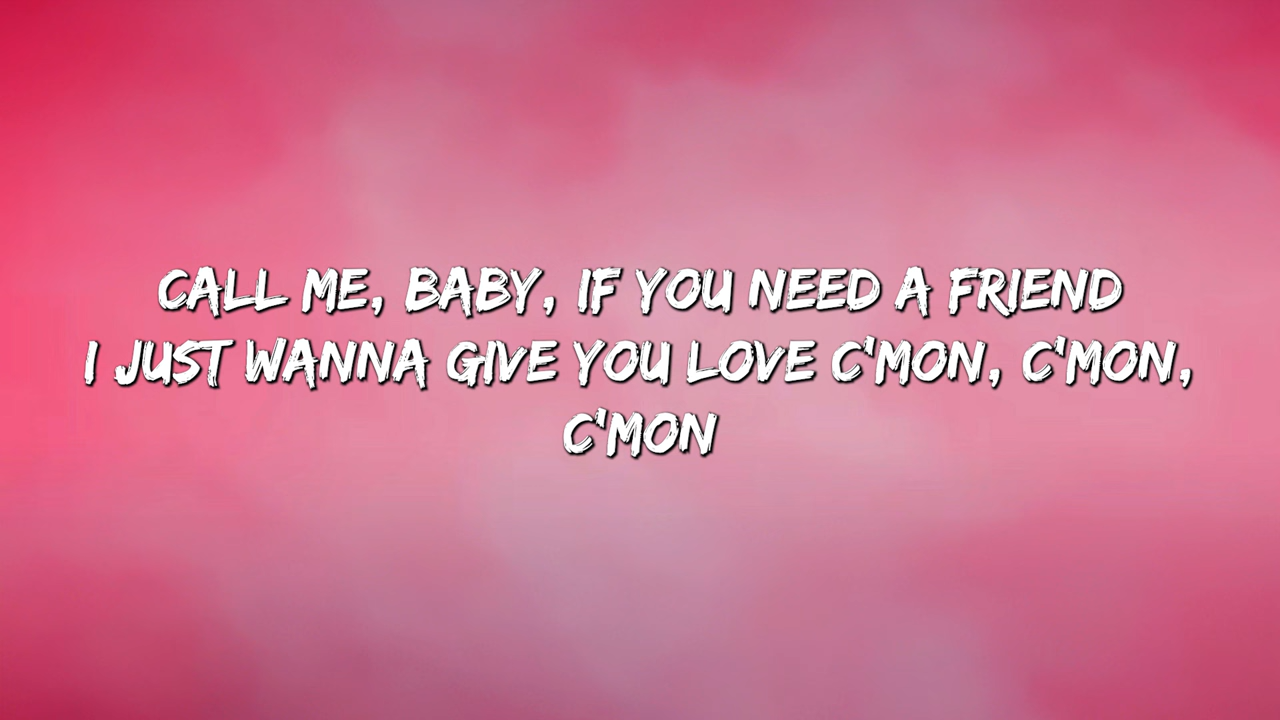 CALL ME, BABY, IF YOU NEED A FRIEND
I JUST WANNA GIVE YOU LOVE C'MON, C'MON,
C'MON